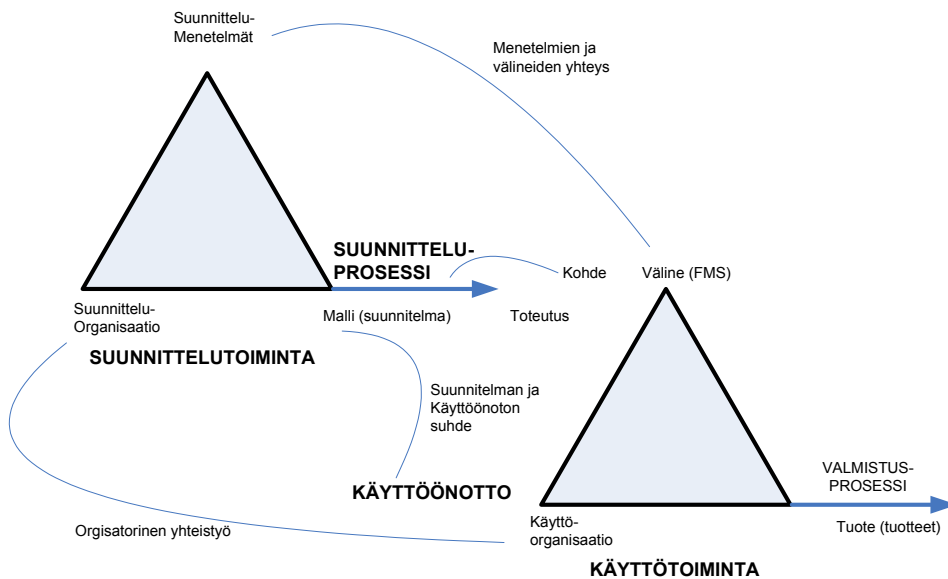 Suunnittelu-
Menetelmät
Menetelmien ja
välineiden yhteys
SUUNNITTELU-
PROSESSI
Kohde
Väline (FMS)
Suunnittelu-
Organisaatio
Malli (suunnitelma)
Toteutus
SUUNNITTELUTOIMINTA
Suunnitelman ja
Käyttöönoton
suhde
KÄYTTÖÖNOTTO
VALMISTUS-
PROSESSI
Orgisatorinen yhteistyö
Käyttö-
organisaatio
Tuote (tuotteet)
KÄYTTÖTOIMINTA